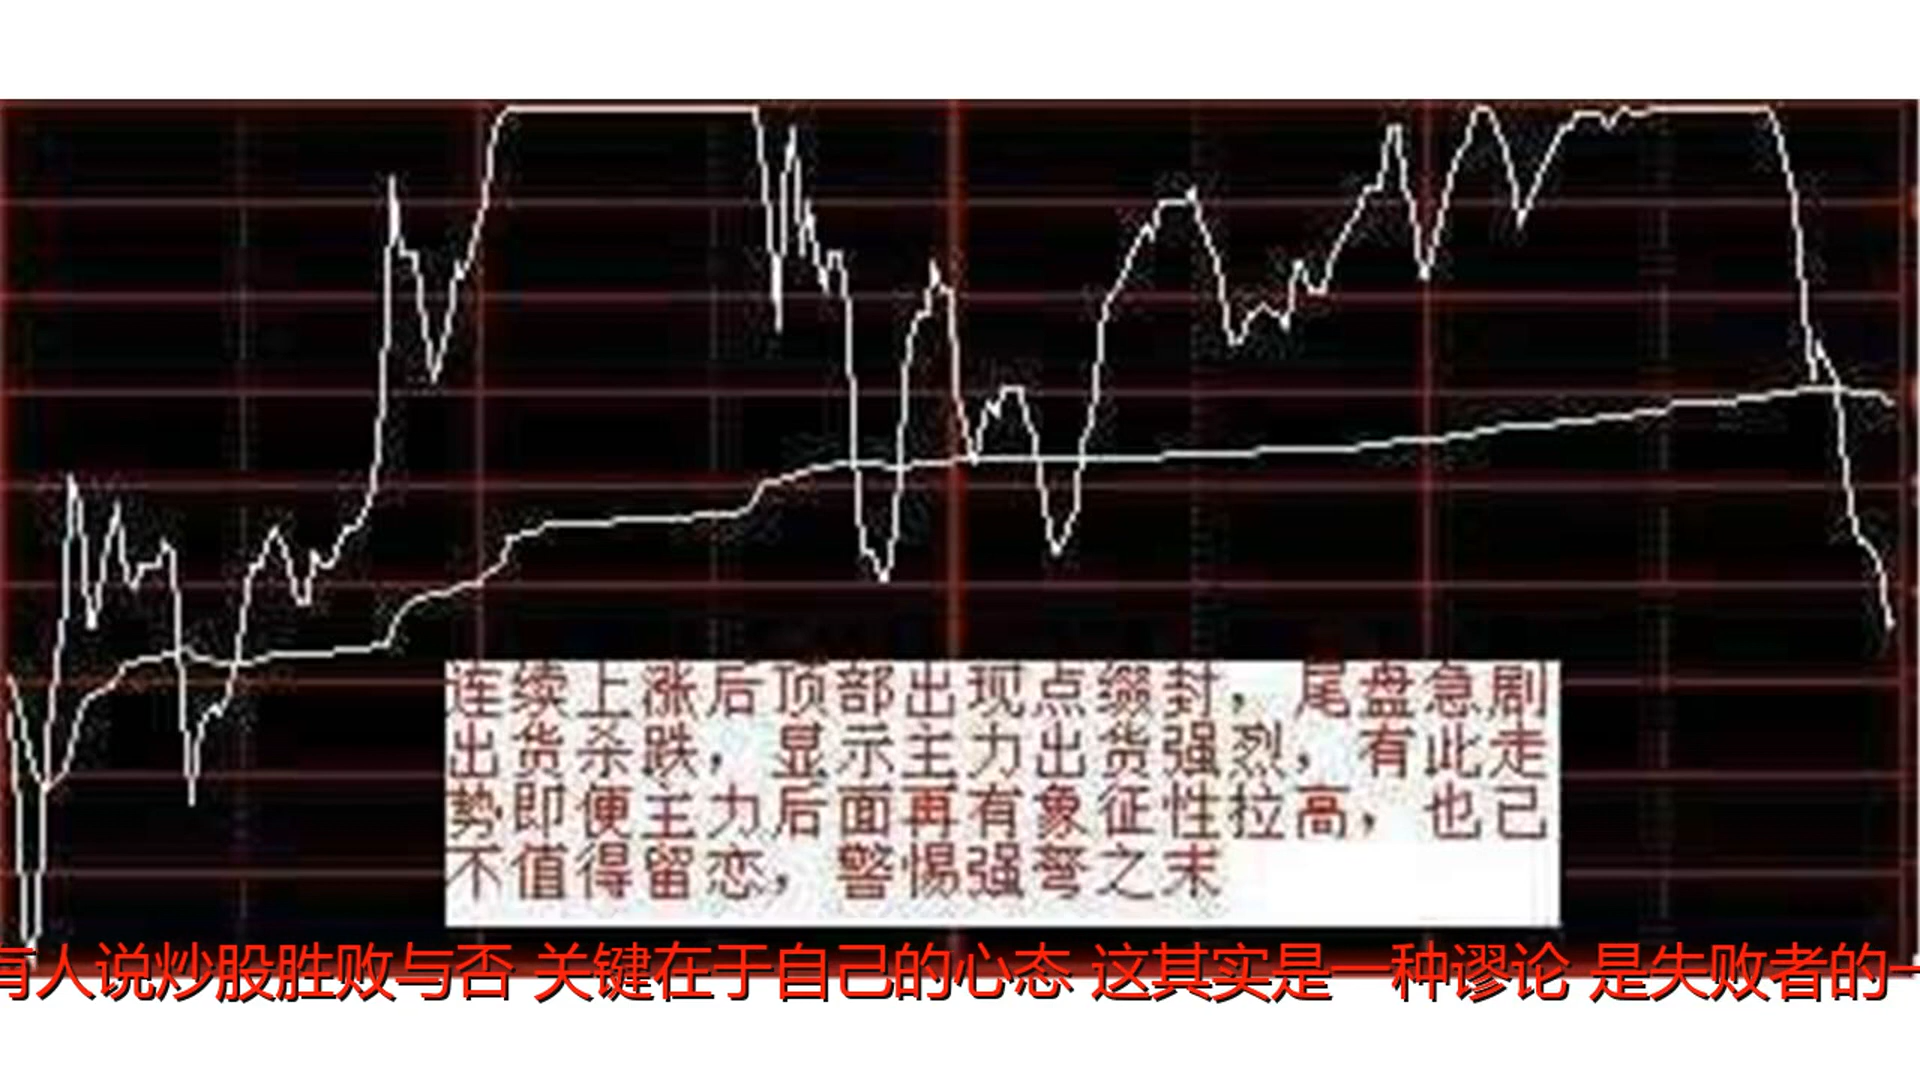 连续上涨后顶部出现点缀封，尾盘急剧
出货杀跌，显示主力出货强烈，有此走
势即便主力后面再有象征性拉高，也已
不值得留恋，警惕强弩之末
有人说炒股胜败与否 关键在于自己的心态 这其实是一种谬论 是失败者的一